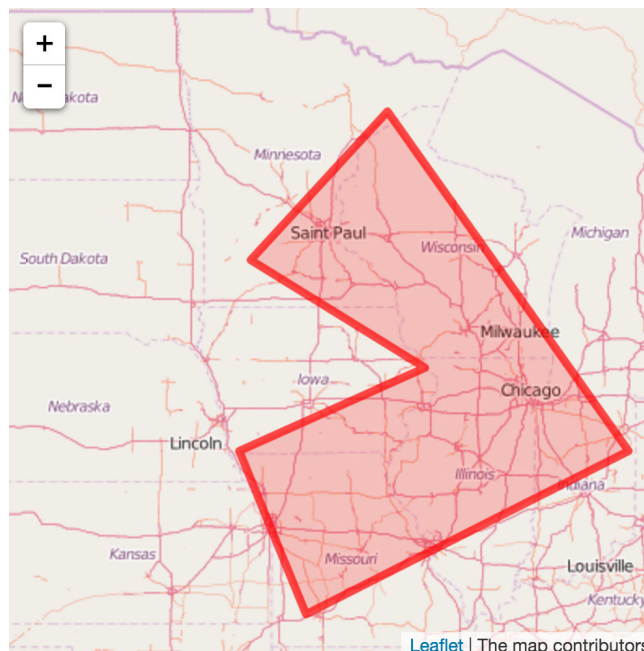 +
−
Minnesota
Saint Paul
South Dakota
Wisconsin
Michigan
Milwaukee
Iowa
Chicago
Nebraska
Lincoln
Illinois
Indiana
Kansas
Missouri
Louisville
Kentucky
Leaflet | The map contributors